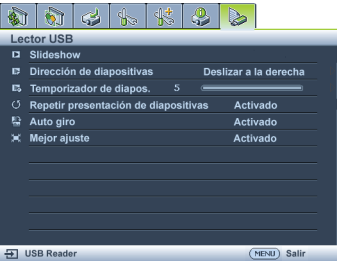 Lector USB
Slideshow
Dirección de diapositivas Deslizar a la derecha
Temporizador de diapos. 5
Repetir presentación de diapositivas Activado
Auto giro Activado
Mejor ajuste Activado
USB Reader MENU Salir